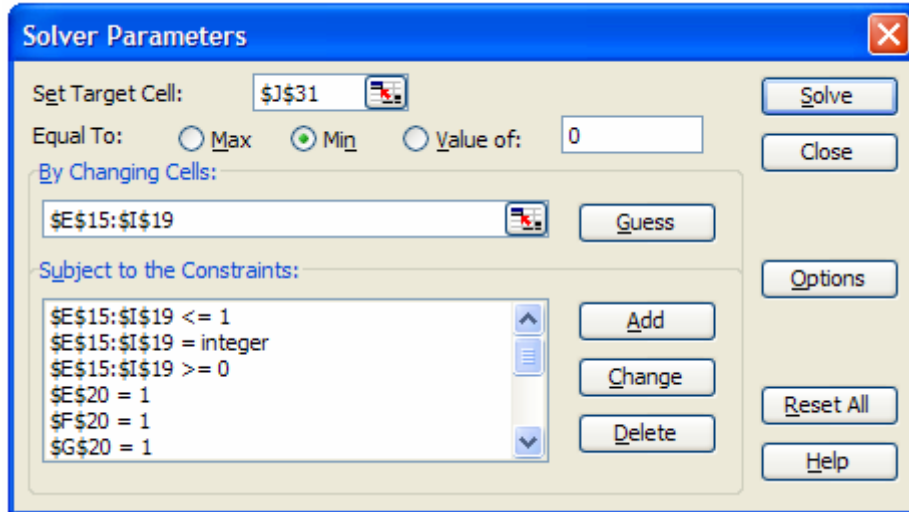 Solver Parameters
Set Target Cell: $J$31 Solve
Equal To: Max Min Value of: 0 Close
By Changing Cells:
$E$15:$I$19 Guess
Subject to the Constraints: Options
$E$15:$I$19 <= 1 Add
$E$15:$I$19 = integer
$E$15:$I$19 >= 0 Change
$E$20 = 1
$F$20 = 1 Delete Reset All
$G$20 = 1
Help